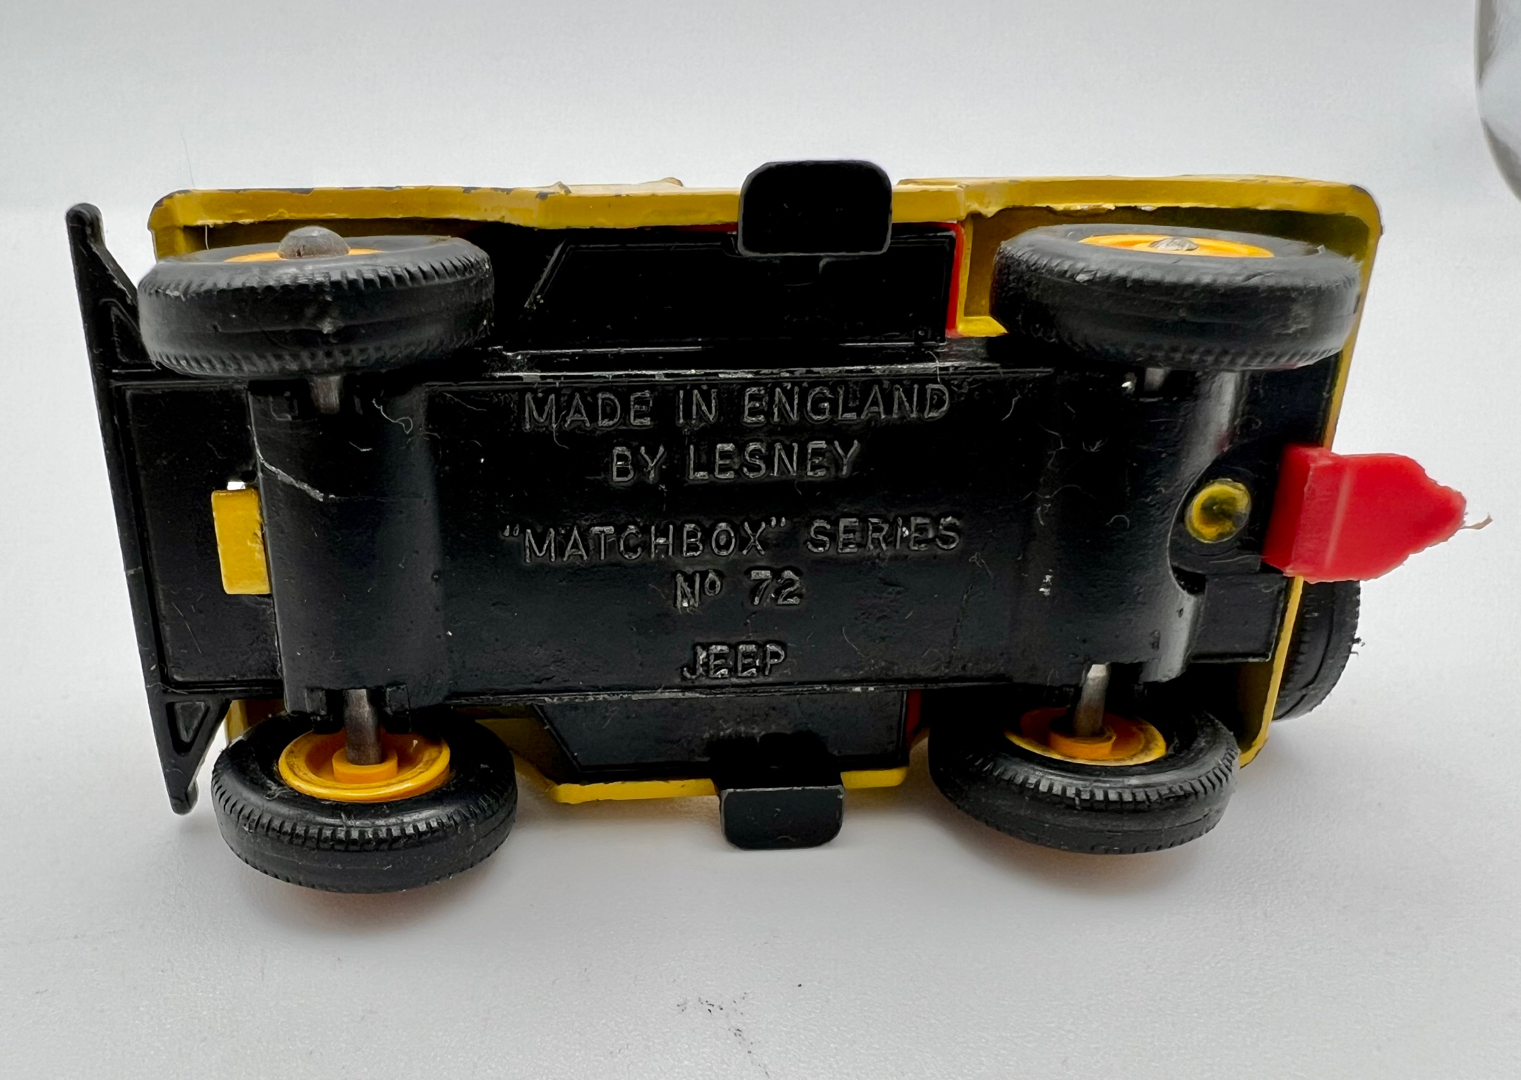 MADE IN ENGLAND
BY LESNEY
"MATCHBOX" SERIES
Nº 72
JEEP